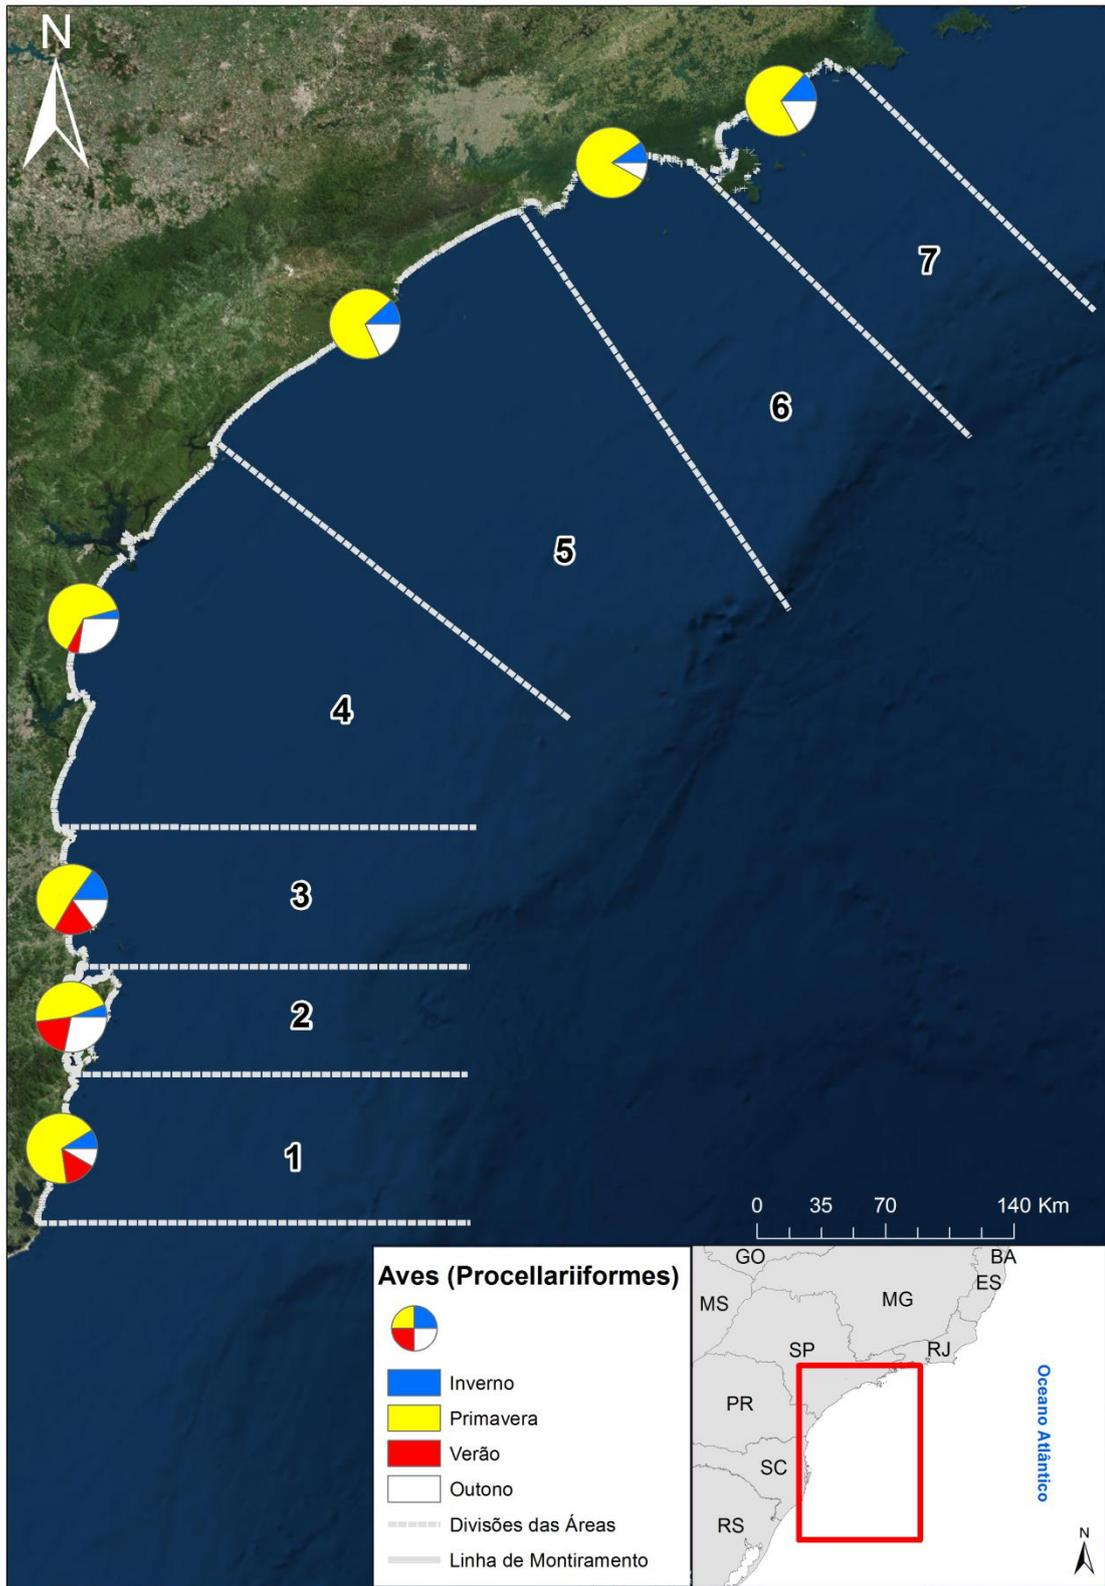 N
7
6
5
4
3
2
1
0 35 70 140 Km
Aves (Procellariiformes)
Inverno
Primavera
Verão
Outono
Divisões das Áreas
Linha de Montiramento
GO
BA
ES
MS
MG
SP
RJ
PR
SC
RS
Oceano Atlântico
N